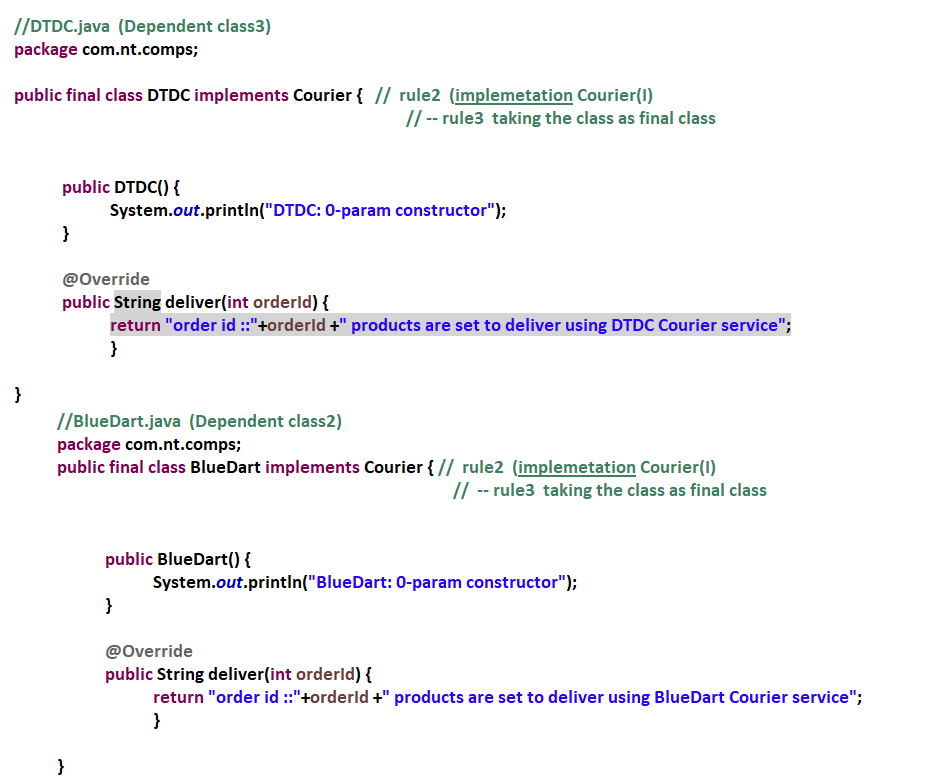 //DTDC.java  (Dependent class3)
package com.nt.comps;
public final class DTDC implements Courier {   //  rule2  (implemetation Courier(I)
// -- rule3  taking the class as final class
public DTDC() {
System.out.println("DTDC: 0-param constructor");
}
@Override
public String deliver(int orderId) {
return "order id ::"+orderId +" products are set to deliver using DTDC Courier service";
}
}
//BlueDart.java  (Dependent class2)
package com.nt.comps;
public final class BlueDart implements Courier { //  rule2  (implemetation Courier(I)
//  -- rule3  taking the class as final class
public BlueDart() {
System.out.println("BlueDart: 0-param constructor");
}
@Override
public String deliver(int orderId) {
return "order id ::"+orderId +" products are set to deliver using BlueDart Courier service";
}
}